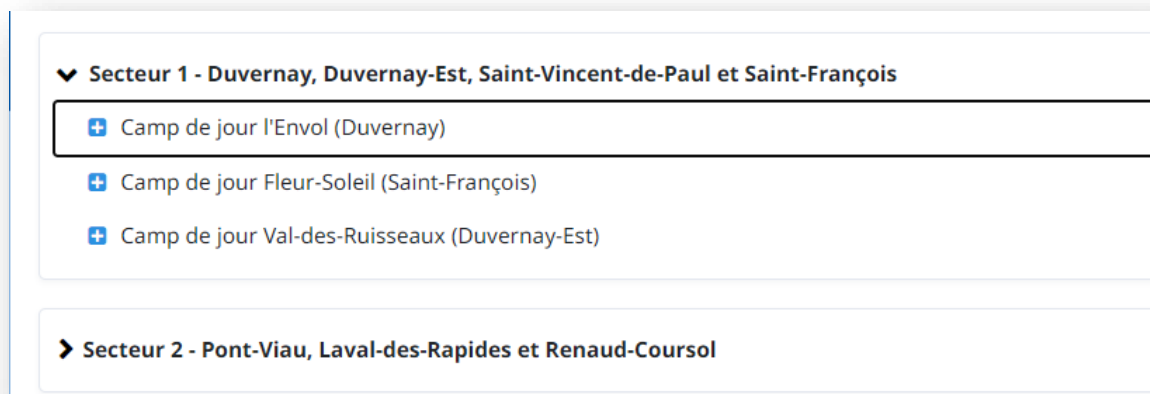 Secteur 1 - Duvernay, Duvernay-Est, Saint-Vincent-de-Paul et Saint-François
Camp de jour l'Envol (Duvernay)
Camp de jour Fleur-Soleil (Saint-François)
Camp de jour Val-des-Ruisseaux (Duvernay-Est)
Secteur 2 - Pont-Viau, Laval-des-Rapides et Renaud-Coursol